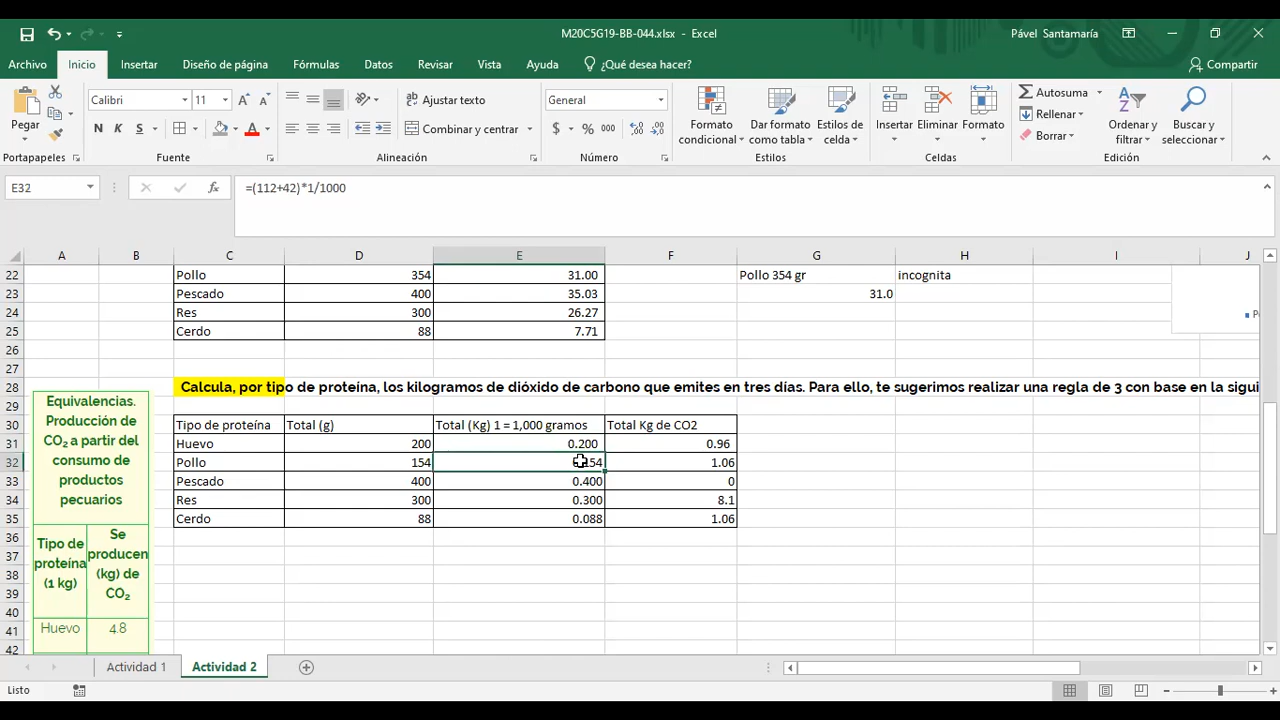 M20C5G19-BB-044.xlsx - Excel
Pável Santamaría
Archivo Inicio Insertar Diseño de página Fórmulas Datos Revisar Vista Ayuda ¿Qué desea hacer? Compartir
Pegar
Calibri 11
N K S
Ajustar texto
Combinar y centrar
General
$ % 000
Formato condicional
Dar formato como tabla
Estilos de celda
Insertar Eliminar Formato
Autosuma
Rellenar
Borrar
Ordenar y filtrar
Buscar y seleccionar
Portapapeles Fuente Alineación Número Estilos Celdas Edición
E32 fx =(112+42)*1/1000
A B C D E F G H I J
22 Pollo 354 31.00 Pollo 354 gr incognita
23 Pescado 400 35.03 31.0
24 Res 300 26.27
25 Cerdo 88 7.71
26
27
28 Calcula, por tipo de proteína, los kilogramos de dióxido de carbono que emites en tres días. Para ello, te sugerimos realizar una regla de 3 con base en la
29
30 Tipo de proteína Total (g) Total (Kg) 1 = 1,000 gramos Total Kg de CO2
31 Huevo 200 0.200 0.96
32 Pollo 154 154 1.06
33 Pescado 400 0.400 0
34 Res 300 0.300 8.1
35 Cerdo 88 0.088 1.06
36
37
38
39
40
41
42
Equivalencias.
Producción de
CO₂ a partir del
consumo de
productos
pecuarios
Tipo de proteína (1 kg)
Se producen (kg) de CO₂
Huevo 4.8
Actividad 1 Actividad 2
Listo